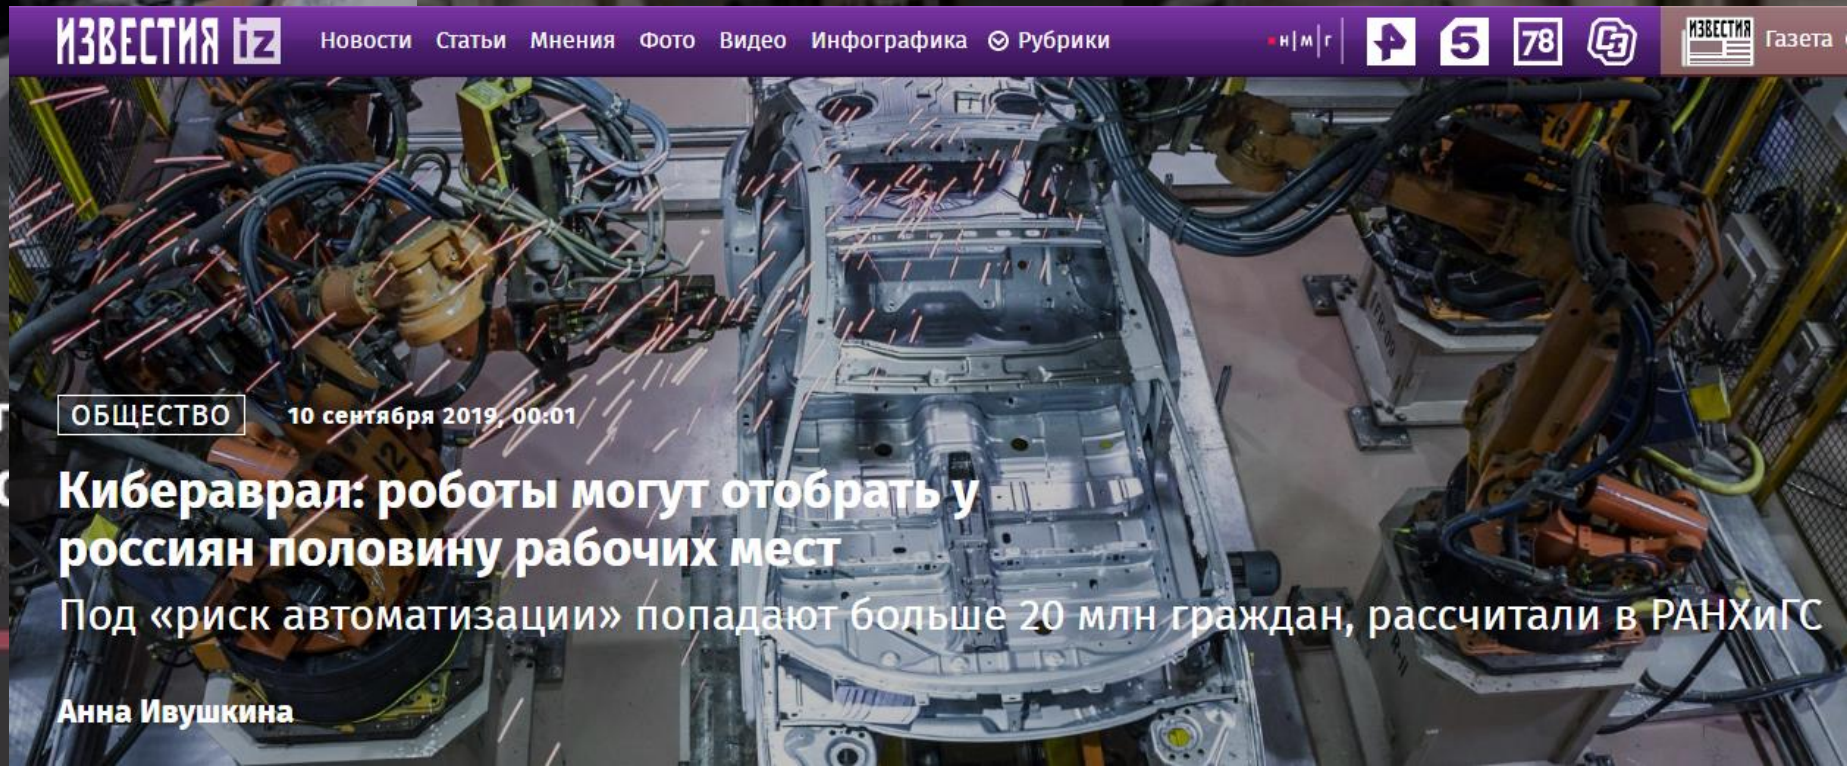 ИЗВЕСТИЯ iz
Новости Статьи Мнения Фото Видео Инфографика Рубрики
н|м|г
5
78
ИЗВЕСТИЯ
Газета
ОБЩЕСТВО
10 сентября 2019, 00:01
Кибераврал: роботы могут отобрать у
россиян половину рабочих мест
Под «риск автоматизации» попадают больше 20 млн граждан, рассчитали в РАНХиГС
Анна Ивушкина